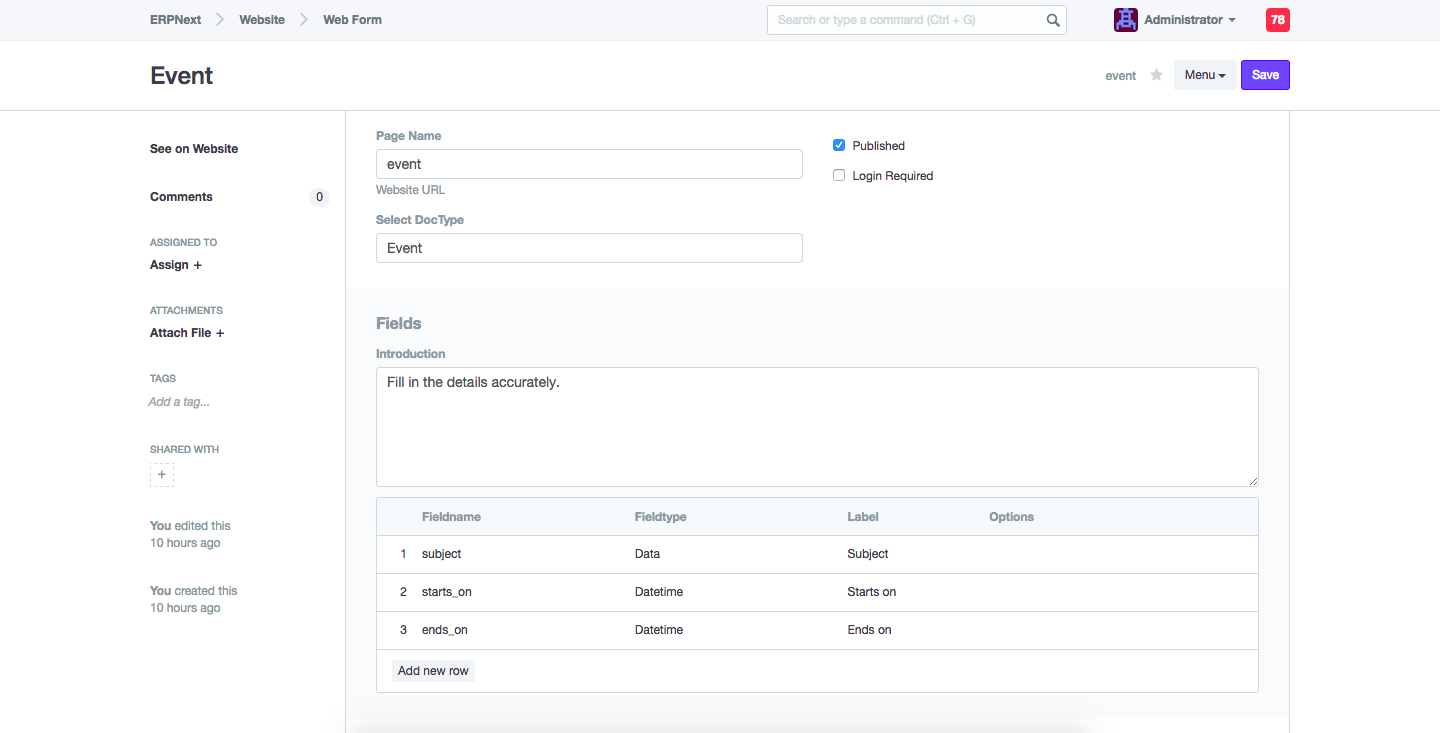 ERPNext Website Web Form Search or type a command (Ctrl + G) Administrator 78
Event event Menu Save
See on Website
Comments 0
ASSIGNED TO
Assign +
ATTACHMENTS
Attach File +
TAGS
Add a tag...
SHARED WITH
+
You edited this
10 hours ago
You created this
10 hours ago
Page Name
event
Website URL
Select DocType
Event
Published
Login Required
Fields
Introduction
Fill in the details accurately.
Fieldname Fieldtype Label Options
1 subject Data Subject
2 starts_on Datetime Starts on
3 ends_on Datetime Ends on
Add new row